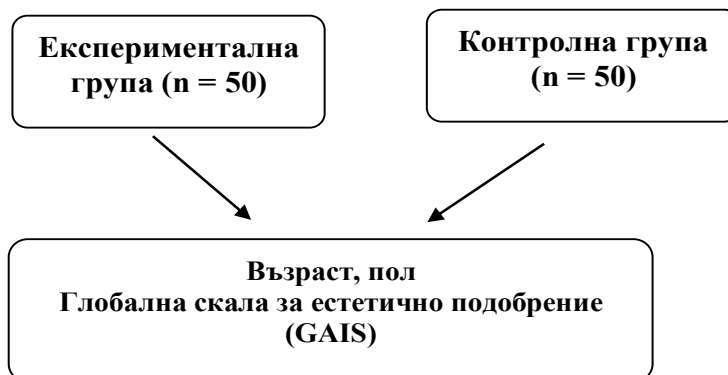 Експериментална
група (n = 50)
Контролна група
(n = 50)
Възраст, пол
Глобална скала за естетично подобрение
(GAIS)